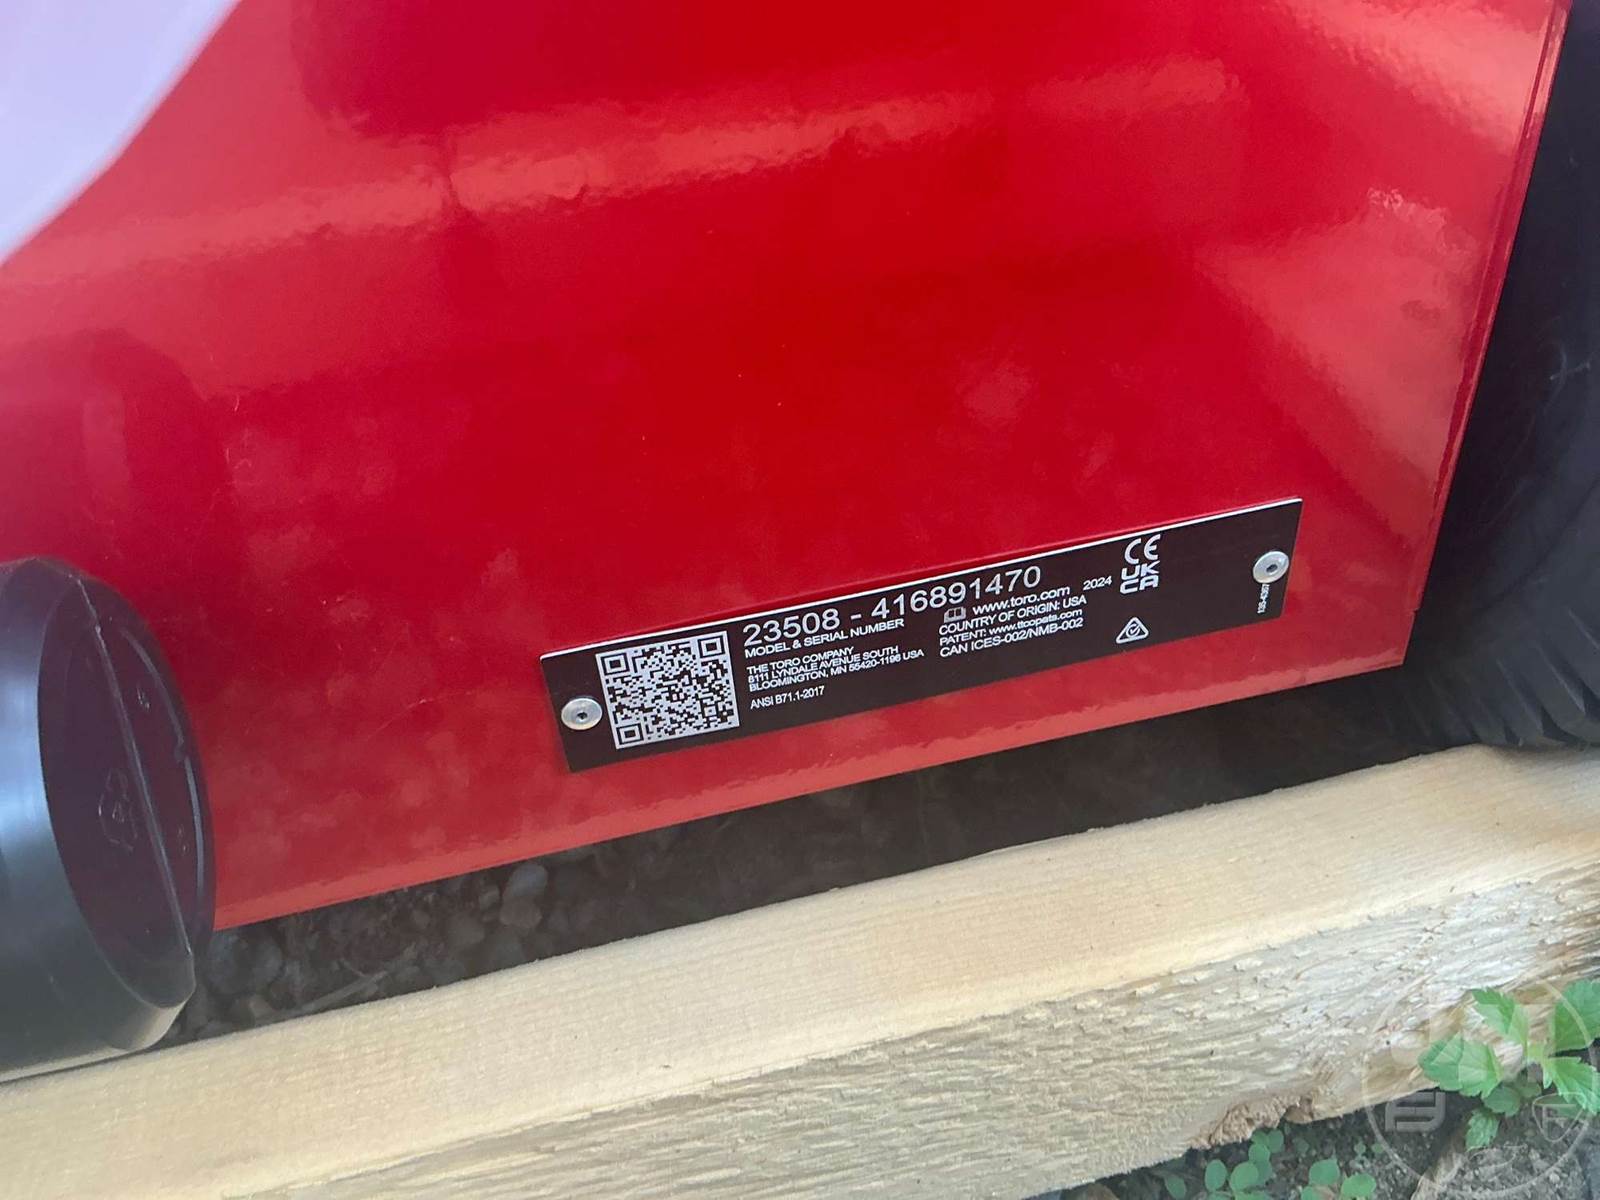 23508 - 416891470
MODEL & SERIAL NUMBER
THE TORO COMPANY
8111 LYNDALE AVENUE SOUTH
BLOOMINGTON, MN 55420-1196 USA
ANSI B71.1-2017
www.toro.com
COUNTRY OF ORIGIN: USA
PATENT: www.ttcopats.com
CAN ICES-002/NMB-002
2024
CE
UK
CA